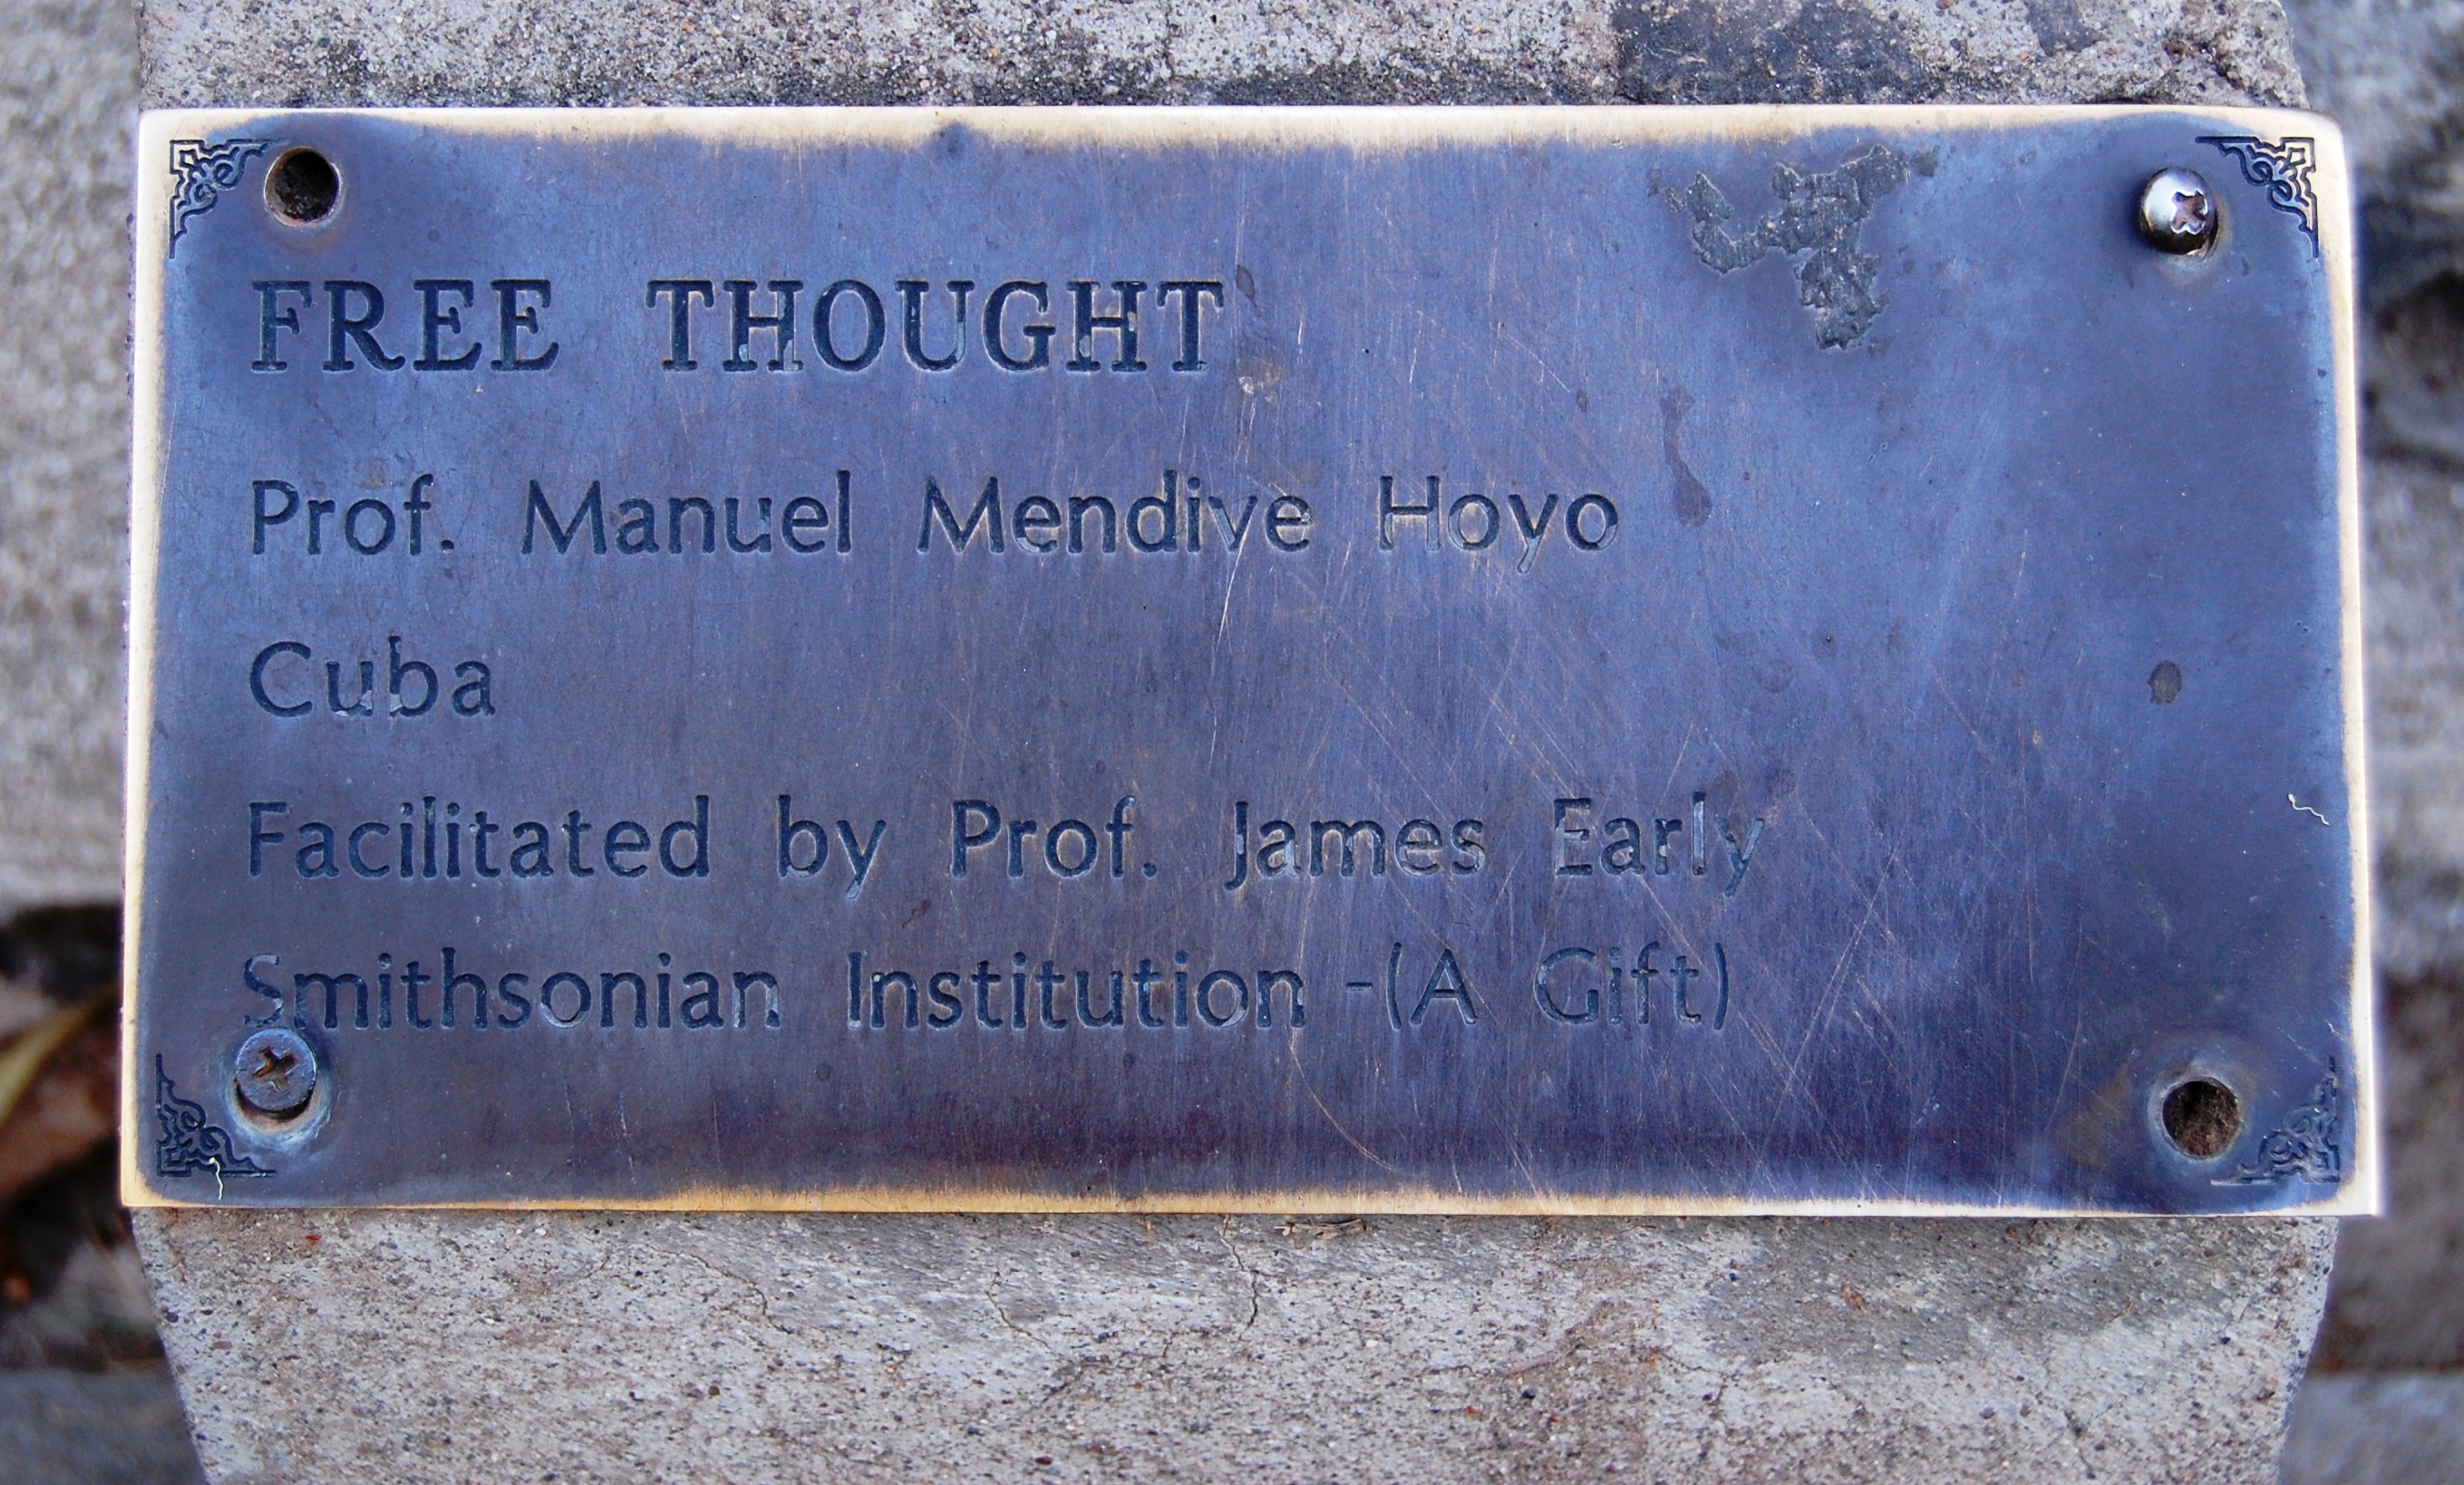 FREE THOUGHT
Prof. Manuel Mendive Hoyo
Cuba
Facilitated by Prof. James Early
Smithsonian Institution -(A Gift)